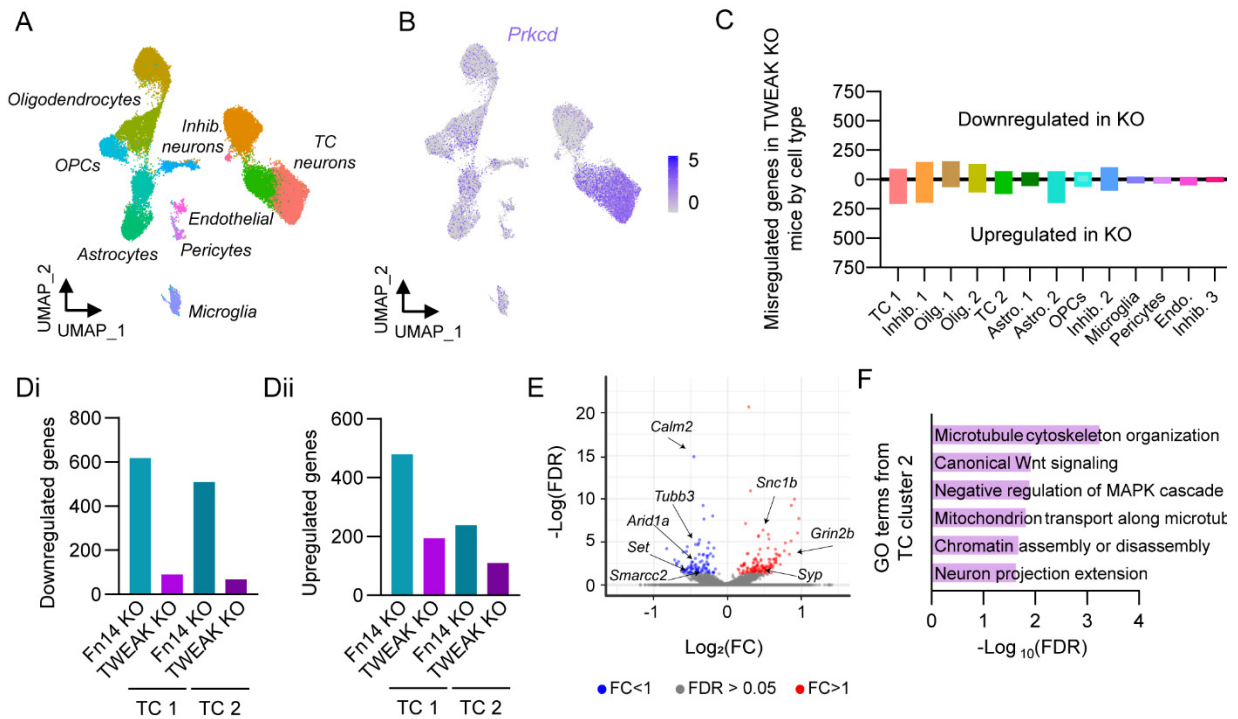 A
Oligodendrocytes
OPCs
Inhib.
neurons
TC
neurons
Endothelial
Pericytes
Astrocytes
Microglia
UMAP_2
UMAP_1
B
Prkcd
5
0
C
Misregulated genes in TWEAK KO
mice by cell type
750
500
250
0
250
500
750
Downregulated in KO
Upregulated in KO
TC 1
Inhib. 1
Oilg. 1
Olig. 2
TC 2
Astro. 1
Astro. 2
OPCs
Inhib. 2
Microglia
Pericytes
Endo.
Inhib. 3
Di
Downregulated genes
800
600
400
200
0
Fn14 KO
TWEAK KO
Fn14 KO
TWEAK KO
TC 1
TC 2
Dii
Upregulated genes
600
400
200
0
Fn14 KO
TWEAK KO
Fn14 KO
TWEAK KO
TC 1
TC 2
E
-Log(FDR)
20
15
10
5
0
Calm2
Tubb3
Arid1a
Set
Smarcc2
Snc1b
Grin2b
Syp
-1
0
1
Log₂(FC)
FC<1
FDR > 0.05
FC>1
F
GO terms from
TC cluster 2
Microtubule cytoskeleton organization
Canonical Wnt signaling
Negative regulation of MAPK cascade
Mitochondrion transport along microtub
Chromatin assembly or disassembly
Neuron projection extension
0
1
2
3
4
-Log₁₀(FDR)